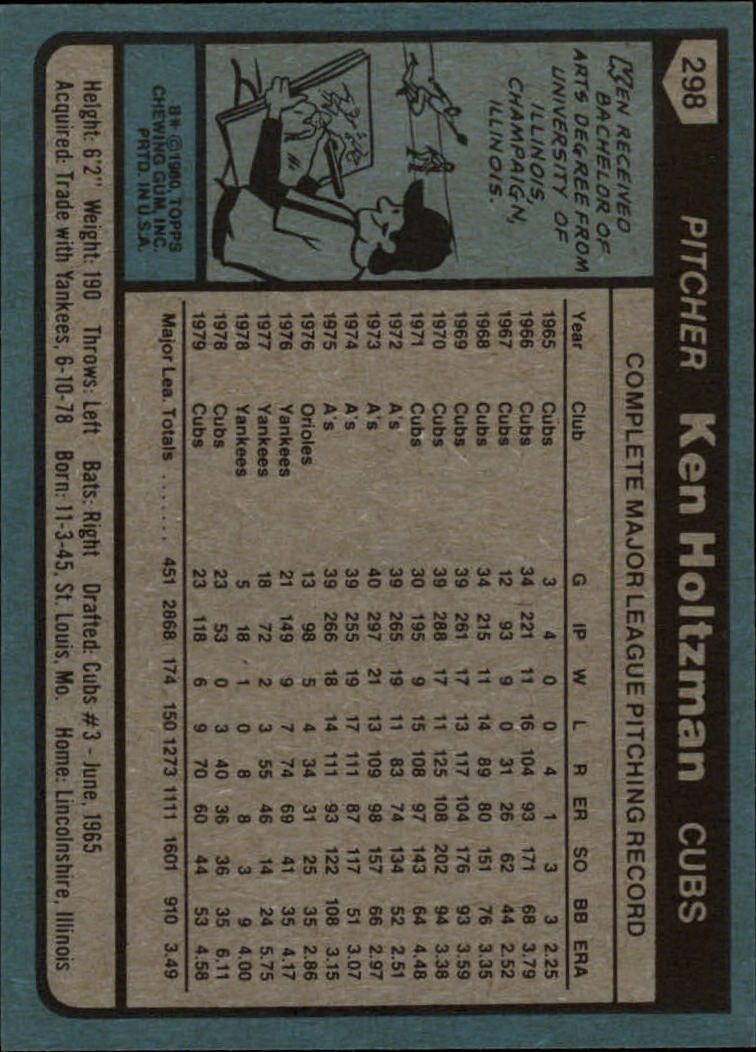 298
PITCHER Ken Holtzman CUBS
KEN RECEIVED
BACHELOR OF
ARTS DEGREE FROM
UNIVERSITY OF
ILLINOIS,
CHAMPAIGN,
ILLINOIS.
8* © 1980, TOPPS
CHEWING GUM, INC.
PRTD. IN U.S.A.
COMPLETE MAJOR LEAGUE PITCHING RECORD
Year Club G IP W L R ER SO BB ERA
1965 Cubs 3 4 0 0 4 1 3 3 2.25
1966 Cubs 34 221 11 16 104 93 171 68 3.79
1967 Cubs 12 93 9 0 31 26 62 44 2.52
1968 Cubs 34 215 11 14 89 80 151 76 3.35
1969 Cubs 39 261 17 13 117 104 176 93 3.59
1970 Cubs 39 288 17 11 125 108 202 94 3.38
1971 Cubs 30 195 9 15 108 97 143 64 4.48
1972 A's 39 265 19 11 83 74 134 52 2.51
1973 A's 40 297 21 13 109 98 157 66 2.97
1974 A's 39 255 19 17 111 87 117 51 3.07
1975 A's 39 266 18 14 111 93 122 108 3.15
1976 Orioles 13 98 5 4 34 31 25 35 2.86
1976 Yankees 21 149 9 7 74 69 41 35 4.17
1977 Yankees 18 72 2 3 55 46 14 24 5.75
1978 Yankees 5 18 1 0 8 8 3 9 4.00
1978 Cubs 23 53 0 3 40 36 36 35 6.11
1979 Cubs 23 118 6 9 70 60 44 53 4.58
Major Lea. Totals ....... 451 2868 174 150 1273 1111 1601 910 3.49
Height: 6'2" Weight: 190 Throws: Left Bats: Right Drafted: Cubs #3 - June, 1965
Acquired: Trade with Yankees, 6-10-78 Born: 11-3-45, St. Louis, Mo. Home: Lincolnshire, Illinois